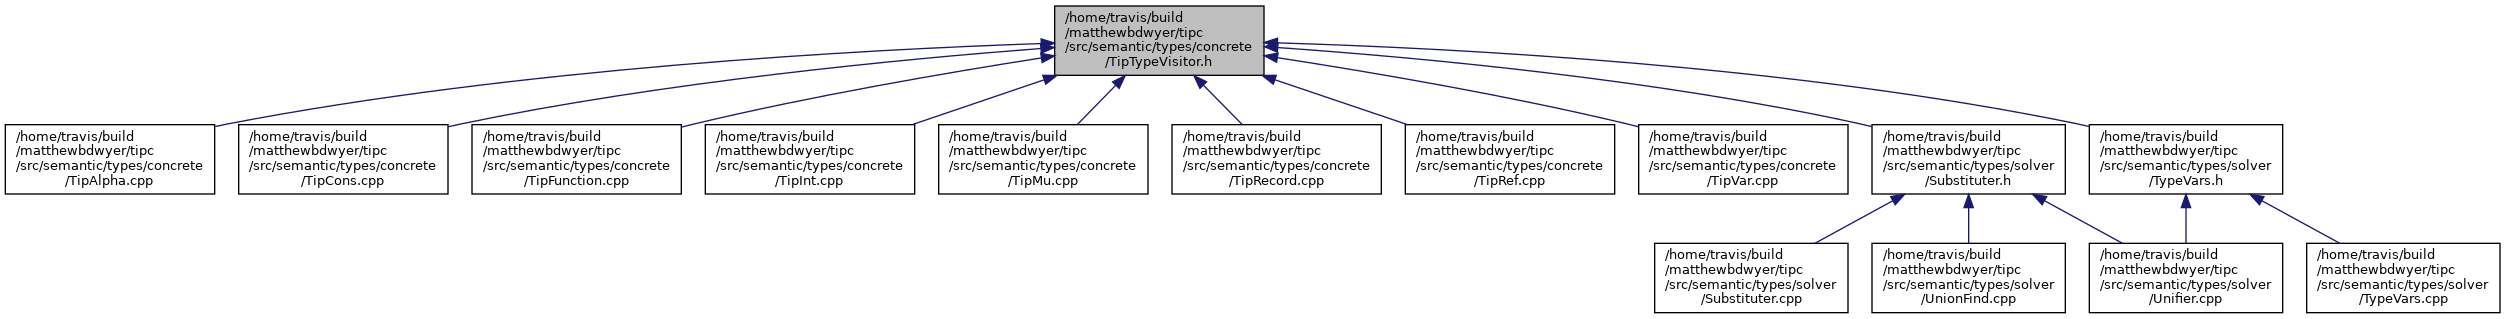 /home/travis/build
/matthewbdwyer/tipc
/src/semantic/types/concrete
/TipTypeVisitor.h
/home/travis/build
/matthewbdwyer/tipc
/src/semantic/types/concrete
/TipAlpha.cpp
/home/travis/build
/matthewbdwyer/tipc
/src/semantic/types/concrete
/TipCons.cpp
/home/travis/build
/matthewbdwyer/tipc
/src/semantic/types/concrete
/TipFunction.cpp
/home/travis/build
/matthewbdwyer/tipc
/src/semantic/types/concrete
/TipInt.cpp
/home/travis/build
/matthewbdwyer/tipc
/src/semantic/types/concrete
/TipMu.cpp
/home/travis/build
/matthewbdwyer/tipc
/src/semantic/types/concrete
/TipRecord.cpp
/home/travis/build
/matthewbdwyer/tipc
/src/semantic/types/concrete
/TipRef.cpp
/home/travis/build
/matthewbdwyer/tipc
/src/semantic/types/concrete
/TipVar.cpp
/home/travis/build
/matthewbdwyer/tipc
/src/semantic/types/solver
/Substituter.h
/home/travis/build
/matthewbdwyer/tipc
/src/semantic/types/solver
/TypeVars.h
/home/travis/build
/matthewbdwyer/tipc
/src/semantic/types/solver
/Substituter.cpp
/home/travis/build
/matthewbdwyer/tipc
/src/semantic/types/solver
/UnionFind.cpp
/home/travis/build
/matthewbdwyer/tipc
/src/semantic/types/solver
/Unifier.cpp
/home/travis/build
/matthewbdwyer/tipc
/src/semantic/types/solver
/TypeVars.cpp